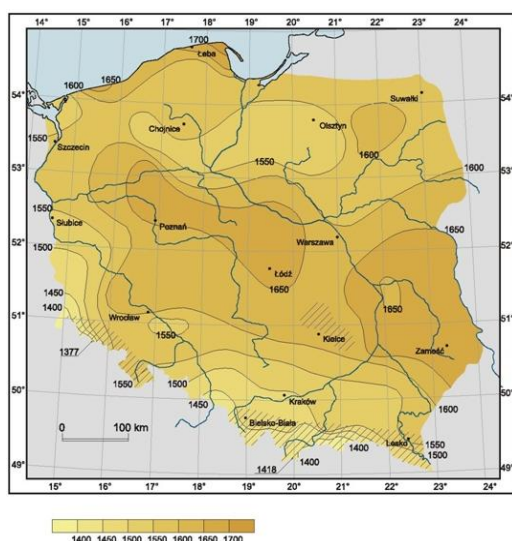 14° 15° 16° 17° 18° 19° 20° 21° 22° 23° 24°
1700
Łeba
1650
1600
Suwałki
54° 54°
Chojnice
Olsztyn
1550
1550
Szczecin
1600
53° 1600 53°
1550
Słubice
1650
Poznań
Warszawa
52° 52°
1500
Łódź
1650
1650
1450
1400
51° Wrocław 51°
1550
Kielce
Zamość
1377
1550
1500
50° 1450 50°
Kraków
1600
Bielsko-Biała
0 100 km
Lesko
1550
1500
1400
1400
1418
49° 49°
15° 16° 17° 18° 19° 20° 21° 22° 23° 24°
1400 1450 1500 1550 1600 1650 1700